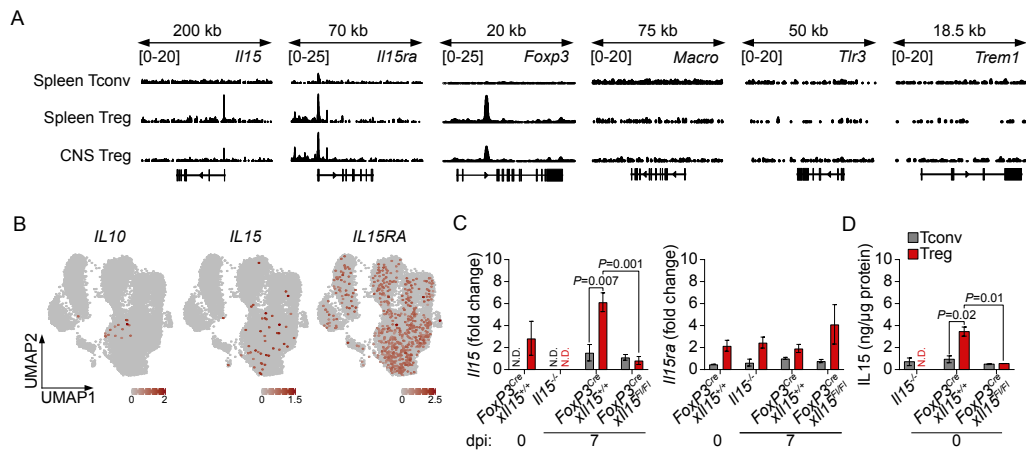 A
200 kb
70 kb
20 kb
75 kb
50 kb
18.5 kb
[0-20] Il15
[0-25] Il15ra
[0-25] Foxp3
[0-20] Macro
[0-20] Tlr3
[0-20] Trem1
Spleen Tconv
Spleen Treg
CNS Treg
B
IL10
IL15
IL15RA
UMAP2
UMAP1
0 2
0 1.5
0 2.5
C
Il15 (fold change)
10
8
6
4
2
0
N.D.
N.D.
N.D.
P=0.007
P=0.001
FoxP3Cre
xIl15+/+
Il15-/-
FoxP3Cre
xIl15+/+
FoxP3Cre
xIl15Fl/Fl
dpi: 0 7
Il15ra (fold change)
10
8
6
4
2
0
FoxP3Cre
xIl15+/+
Il15-/-
FoxP3Cre
xIl15+/+
FoxP3Cre
xIl15Fl/Fl
0 7
D
Tconv
Treg
IL15 (ng/µg protein)
10
8
6
4
2
0
N.D.
P=0.02
P=0.01
Il15-/-
FoxP3Cre
xIl15+/+
FoxP3Cre
xIl15Fl/Fl
0